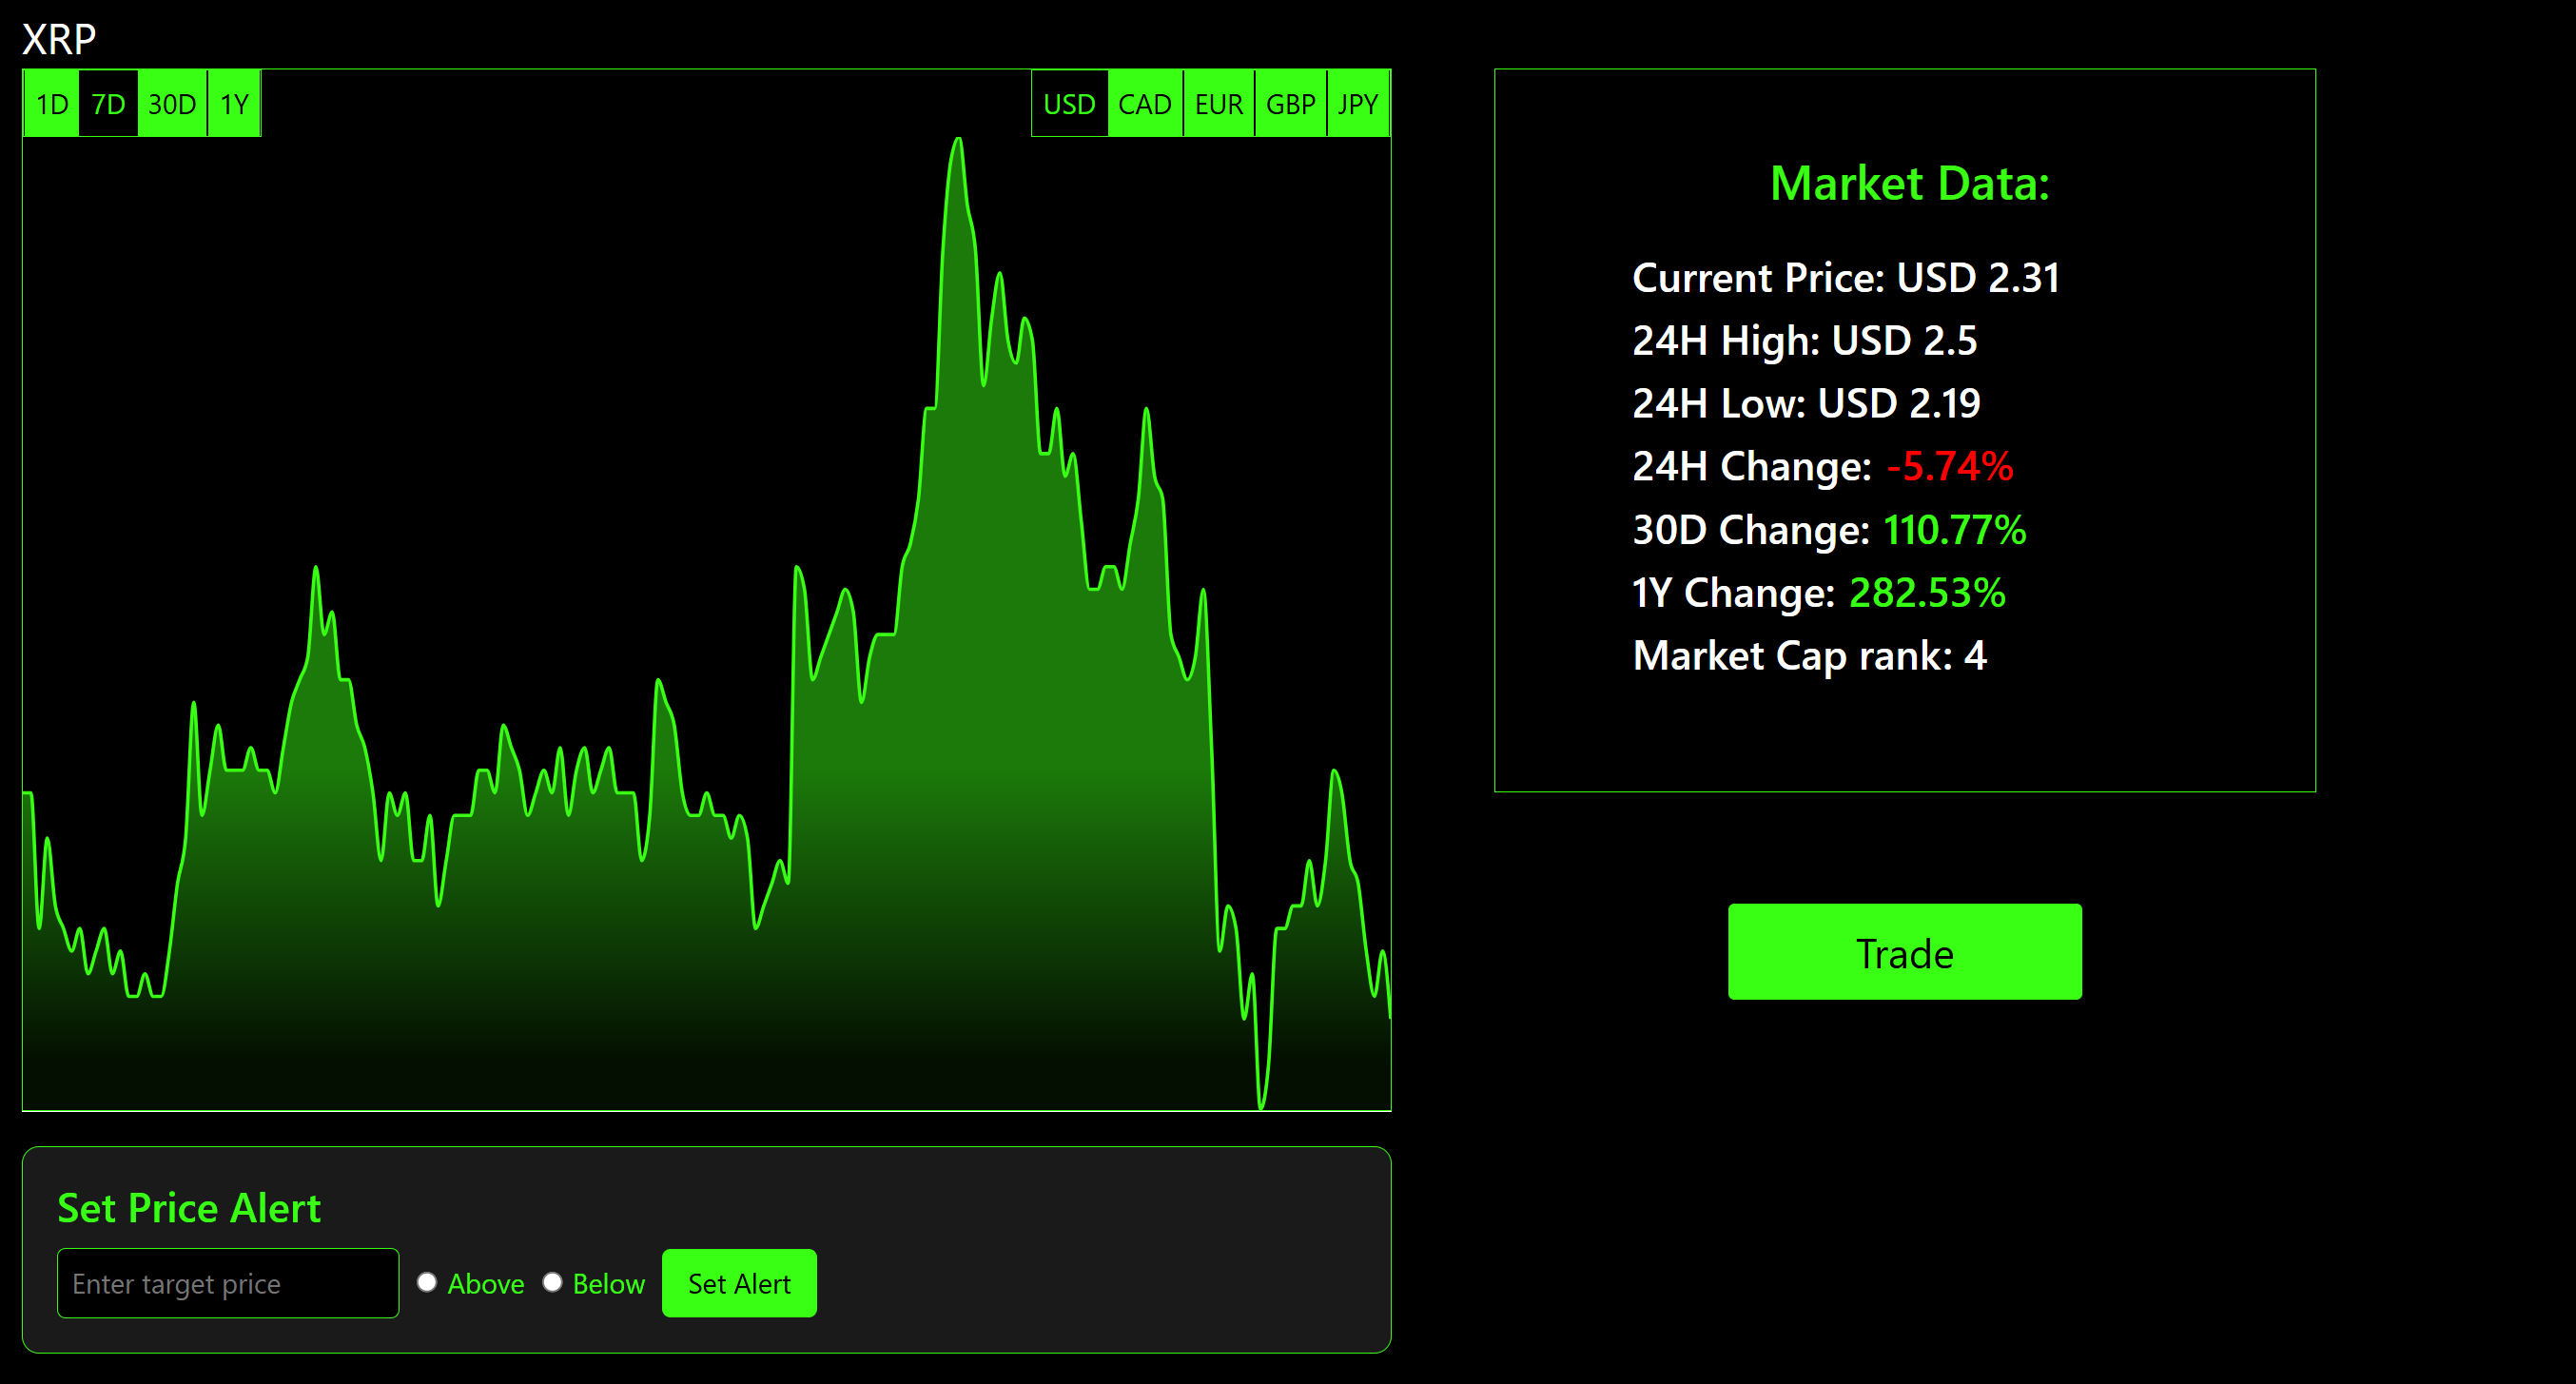 XRP
1D 7D 30D 1Y
USD CAD EUR GBP JPY
Market Data:
Current Price: USD 2.31
24H High: USD 2.5
24H Low: USD 2.19
24H Change: -5.74%
30D Change: 110.77%
1Y Change: 282.53%
Market Cap rank: 4
Trade
Set Price Alert
Enter target price Above Below Set Alert